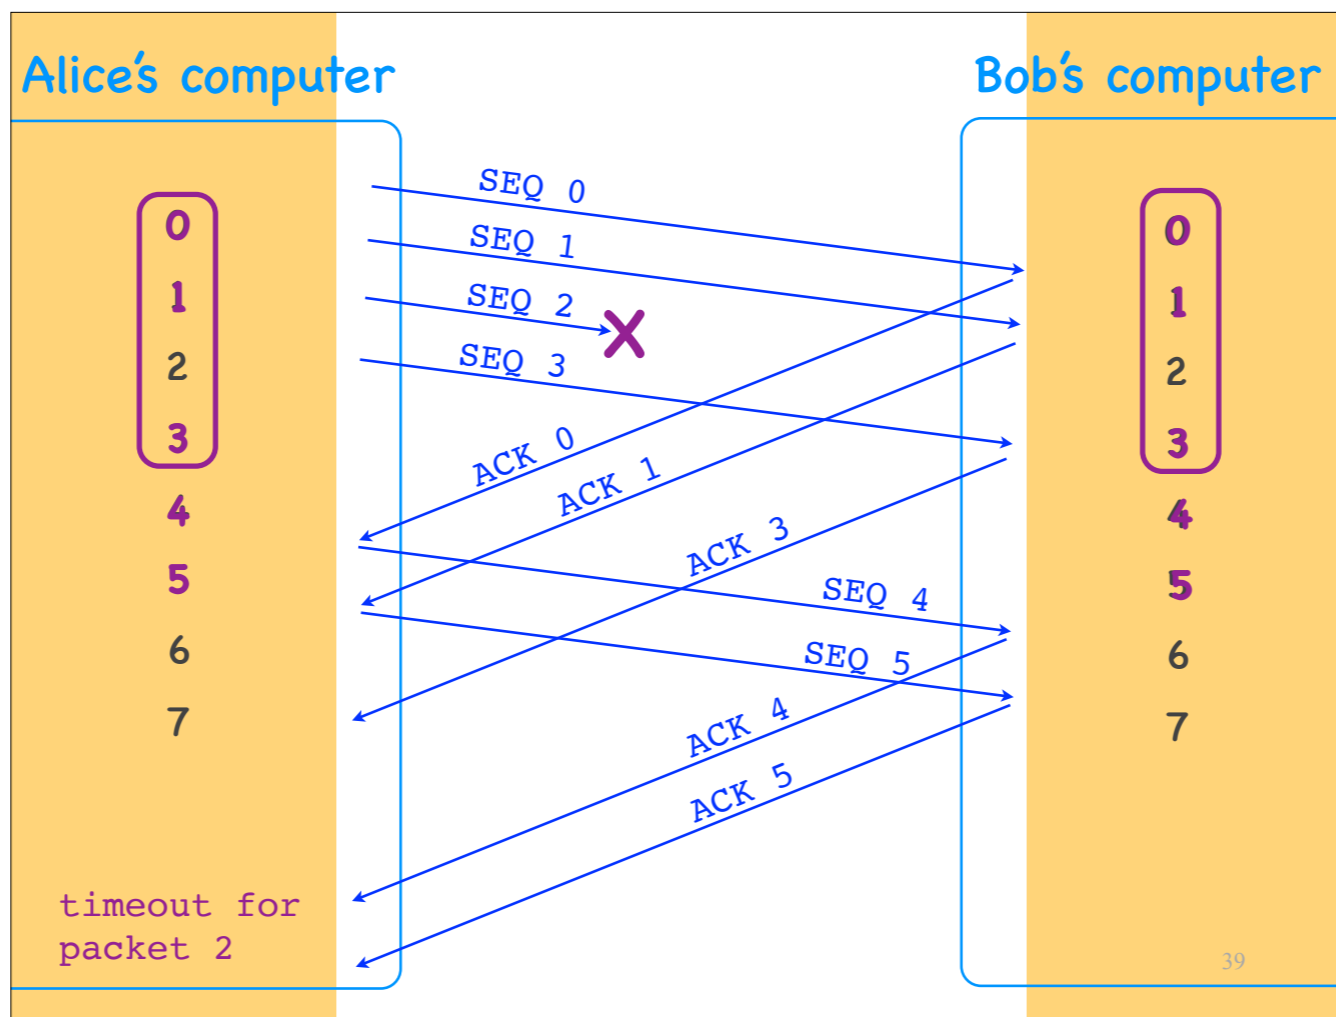 Alice's computer
Bob's computer
SEQ 0
SEQ 1
SEQ 2
SEQ 3
ACK 0
ACK 1
ACK 3
SEQ 4
SEQ 5
ACK 4
ACK 5
0
1
2
3
4
5
6
7
0
1
2
3
4
5
6
7
timeout for
packet 2
39